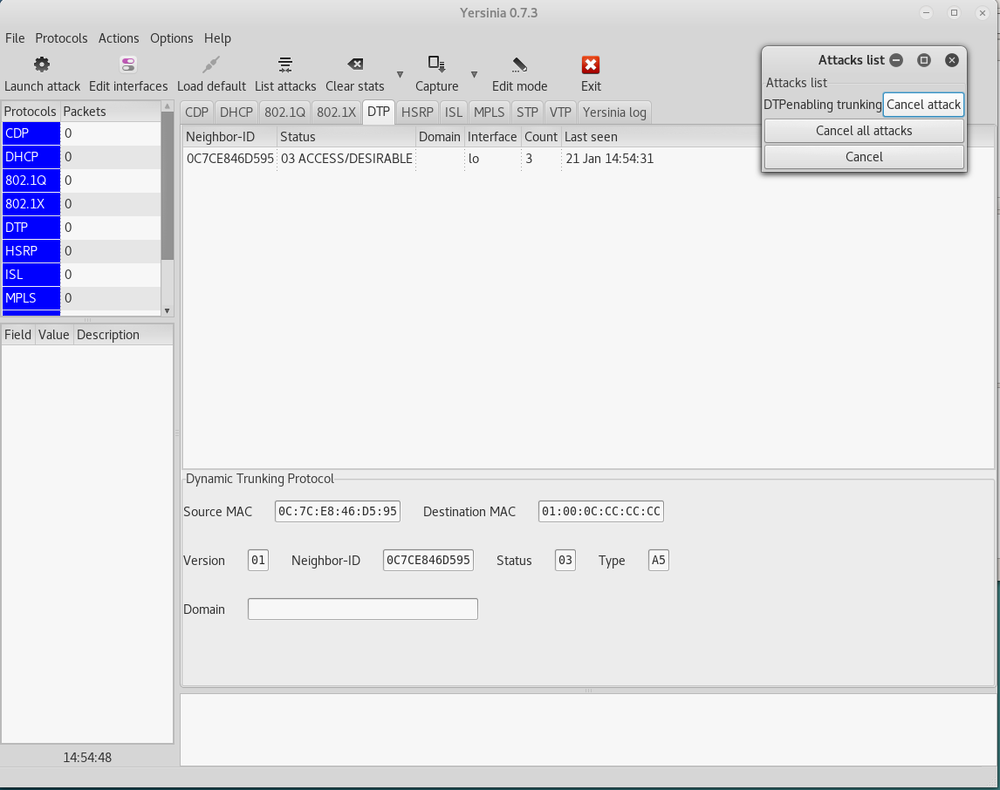 Yersinia 0.7.3
File Protocols Actions Options Help
Launch attack Edit interfaces Load default List attacks Clear stats Capture Edit mode Exit
Protocols Packets
CDP 0
DHCP 0
802.1Q 0
802.1X 0
DTP 0
HSRP 0
ISL 0
MPLS 0
Field Value Description
14:54:48
CDP DHCP 802.1Q 802.1X DTP HSRP ISL MPLS STP VTP Yersinia log
Neighbor-ID Status Domain Interface Count Last seen
0C7CE846D595 03 ACCESS/DESIRABLE lo 3 21 Jan 14:54:31
Dynamic Trunking Protocol
Source MAC 0C:7C:E8:46:D5:95 Destination MAC 01:00:0C:CC:CC:CC
Version 01 Neighbor-ID 0C7CE846D595 Status 03 Type A5
Domain
Attacks list
Attacks list
DTPenabling trunking Cancel attack
Cancel all attacks
Cancel